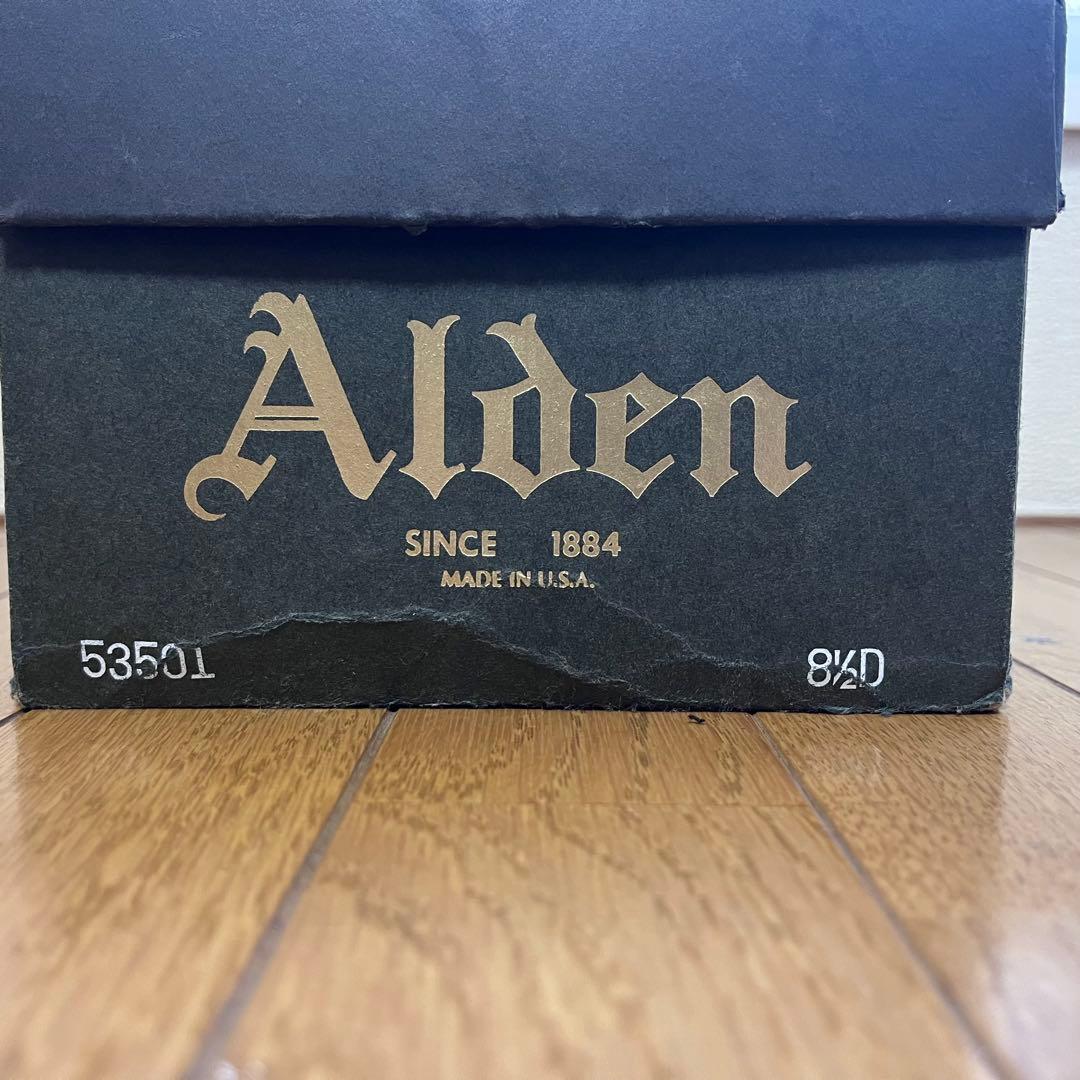 Alden
SINCE 1884
MADE IN U.S.A.
53501 8½D